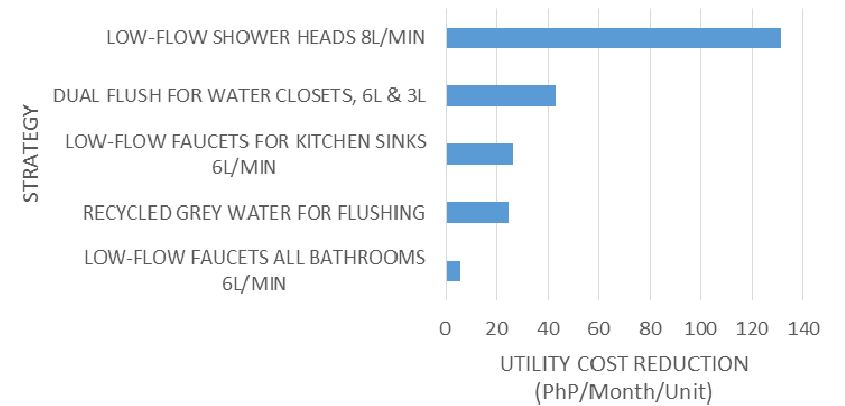 LOW-FLOW SHOWER HEADS 8L/MIN
DUAL FLUSH FOR WATER CLOSETS, 6L & 3L
LOW-FLOW FAUCETS FOR KITCHEN SINKS
6L/MIN
RECYCLED GREY WATER FOR FLUSHING
LOW-FLOW FAUCETS ALL BATHROOMS
6L/MIN
STRATEGY
0 20 40 60 80 100 120 140
UTILITY COST REDUCTION
(PhP/Month/Unit)